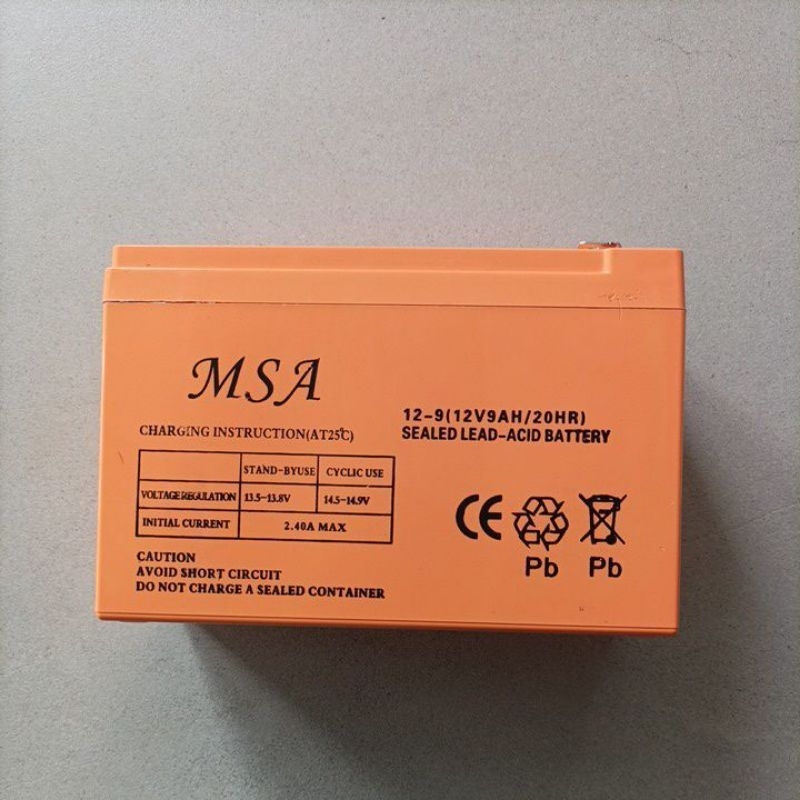 MSA
12-9(12V9AH/20HR)
SEALED LEAD-ACID BATTERY
CHARGING INSTRUCTION(AT25℃)
STAND-BYUSE CYCLIC USE
VOLTAGE REGULATION 13.5-13.8V 14.5-14.9V
INITIAL CURRENT 2.40A MAX
CAUTION
AVOID SHORT CIRCUIT
DO NOT CHARGE A SEALED CONTAINER
CE
Pb Pb